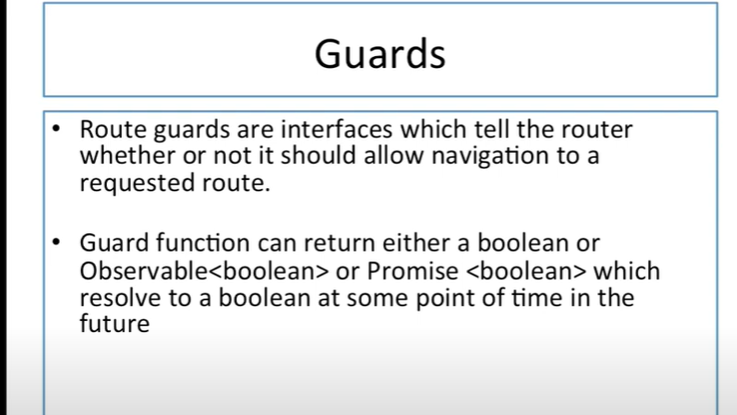 Guards
• Route guards are interfaces which tell the router
whether or not it should allow navigation to a
requested route.
• Guard function can return either a boolean or
Observable<boolean> or Promise <boolean> which
resolve to a boolean at some point of time in the
future